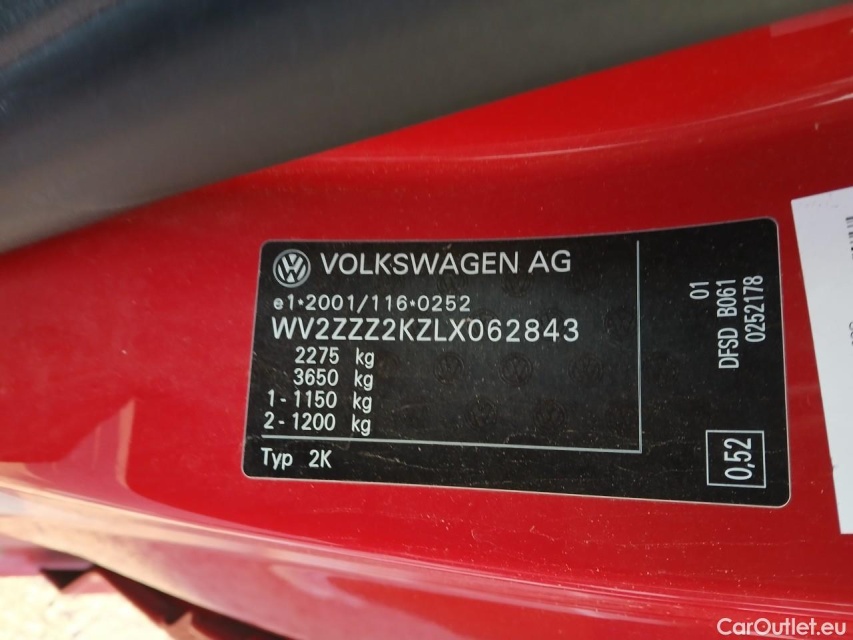 VOLKSWAGEN AG
e1*2001/116*0252
WV2ZZZ2KZLX062843
2275 kg
3650 kg
1 - 1150 kg
2 - 1200 kg
Typ 2K
01
DFSD B061
0252178
0,52
CarOutlet.eu